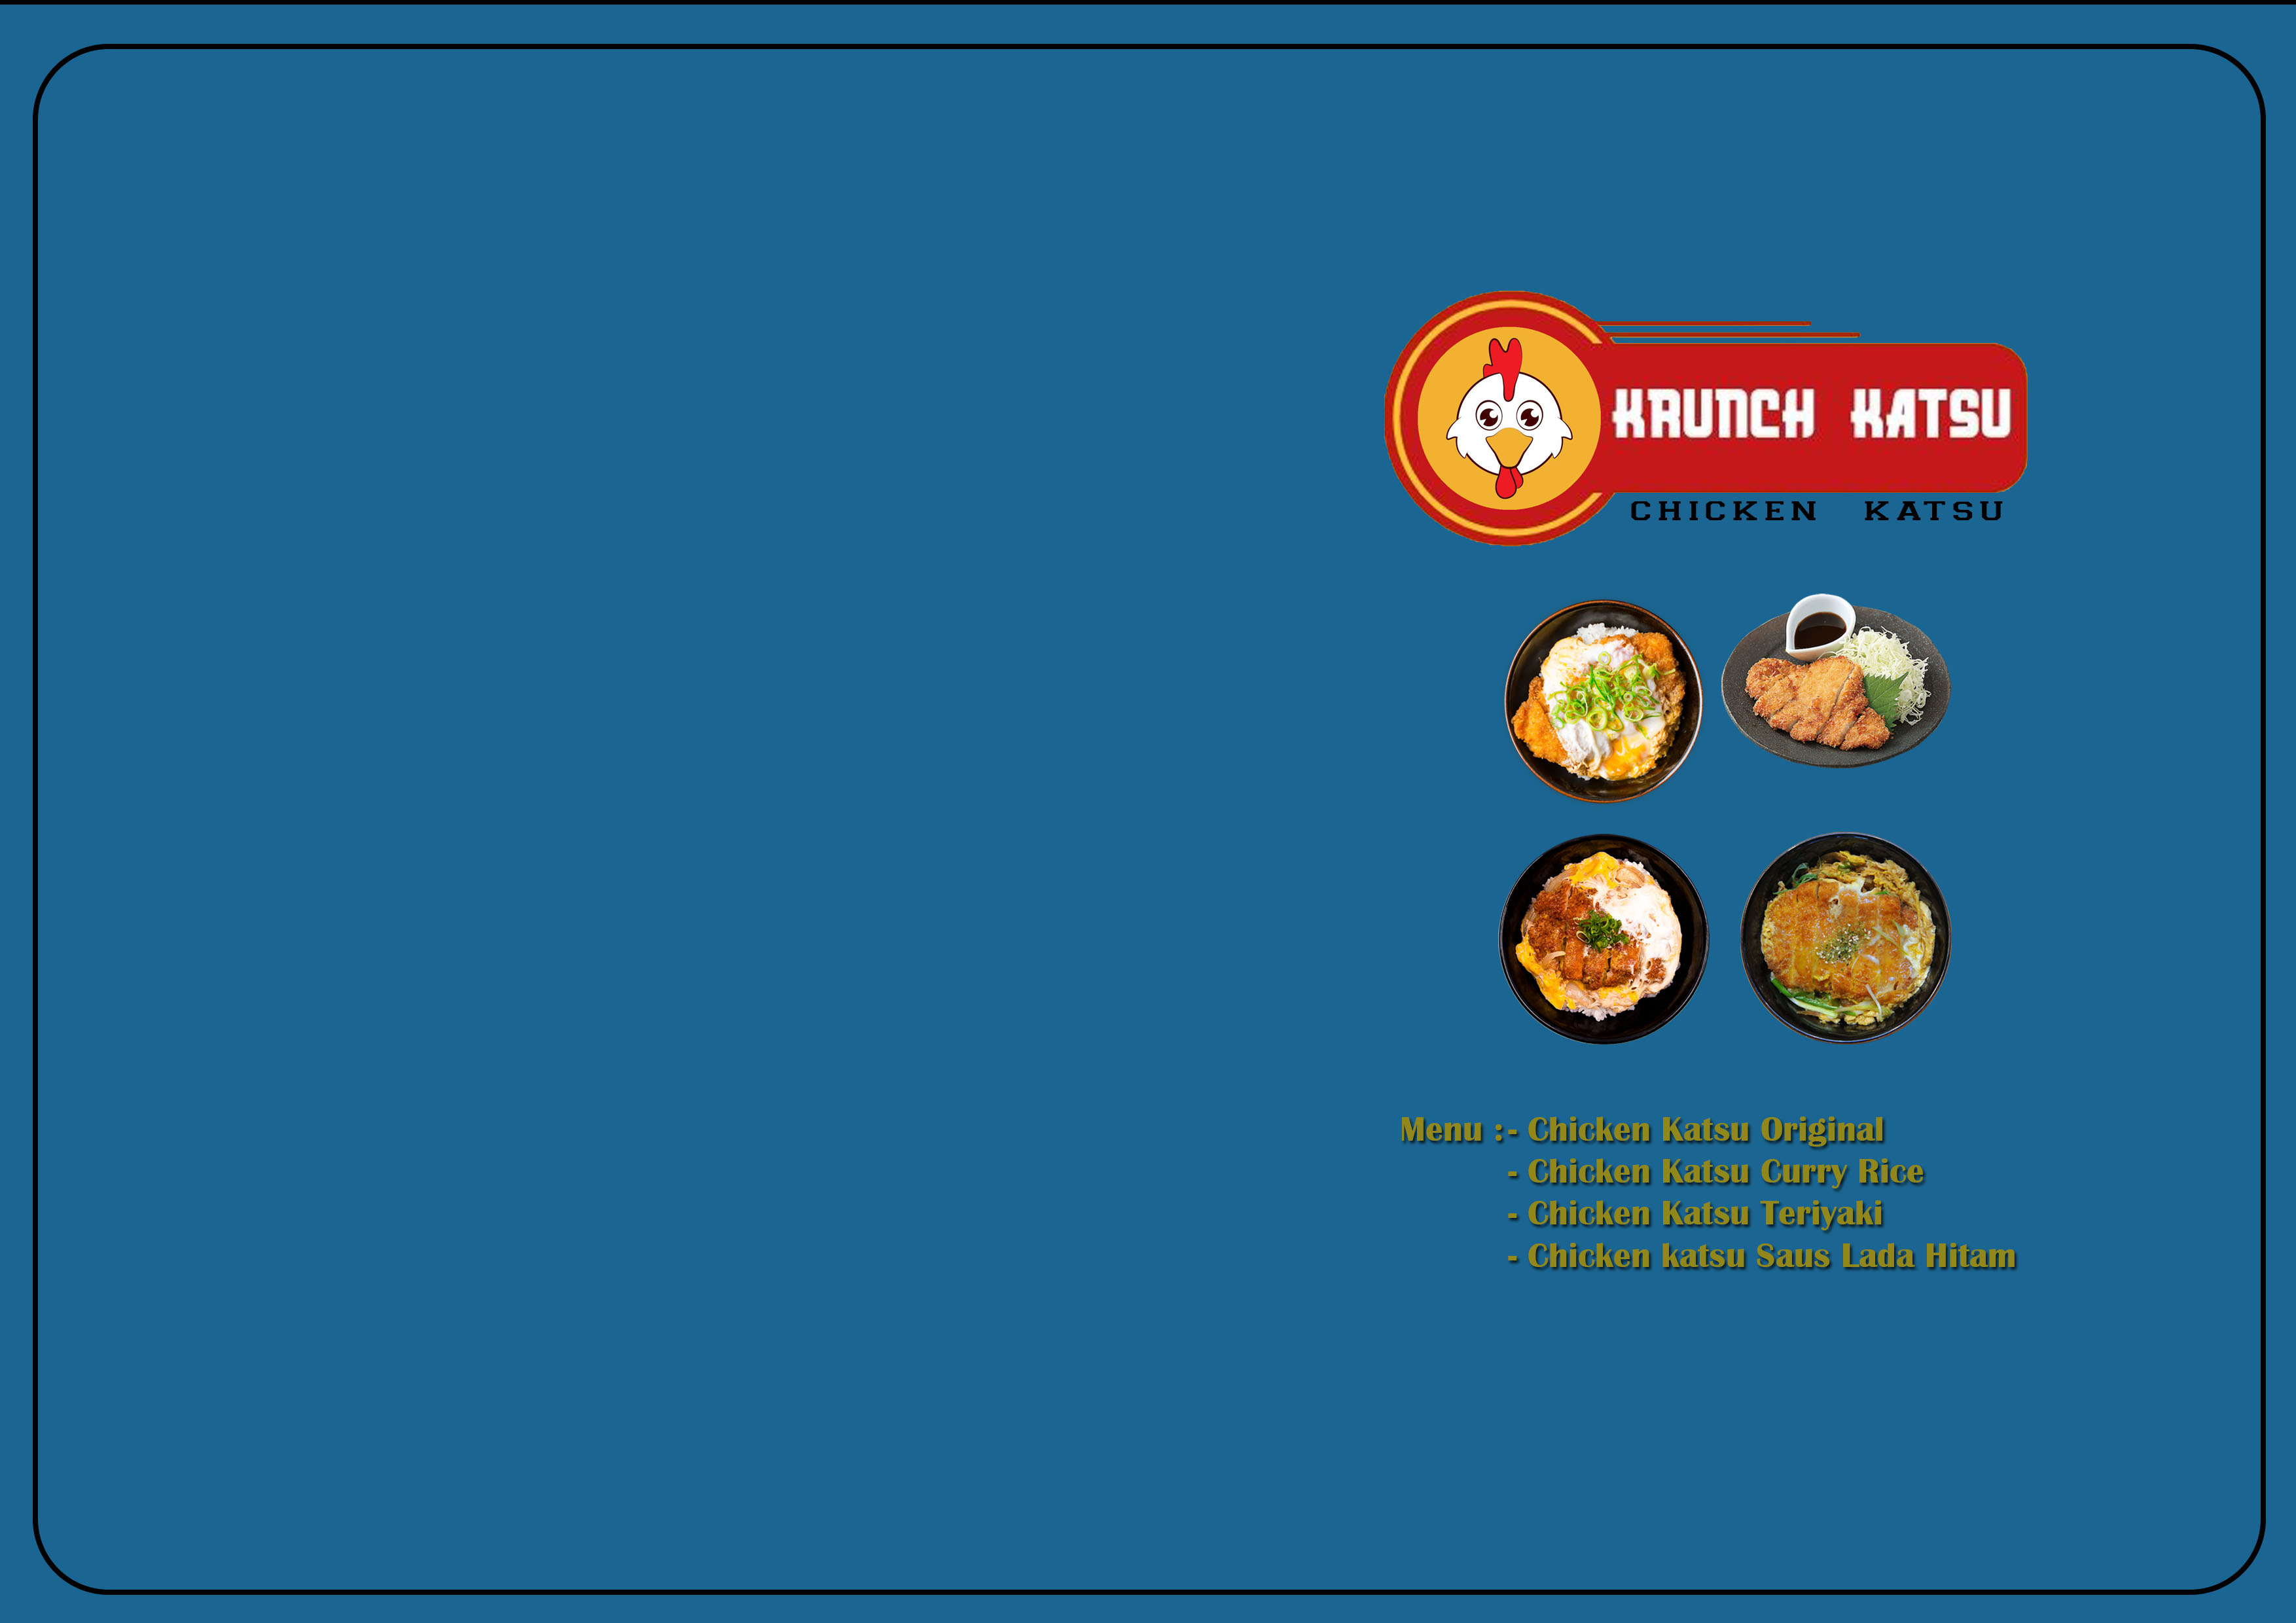 KRUNCH KATSU
CHICKEN KATSU
Menu : - Chicken Katsu Original
- Chicken Katsu Curry Rice
- Chicken Katsu Teriyaki
- Chicken katsu Saus Lada Hitam